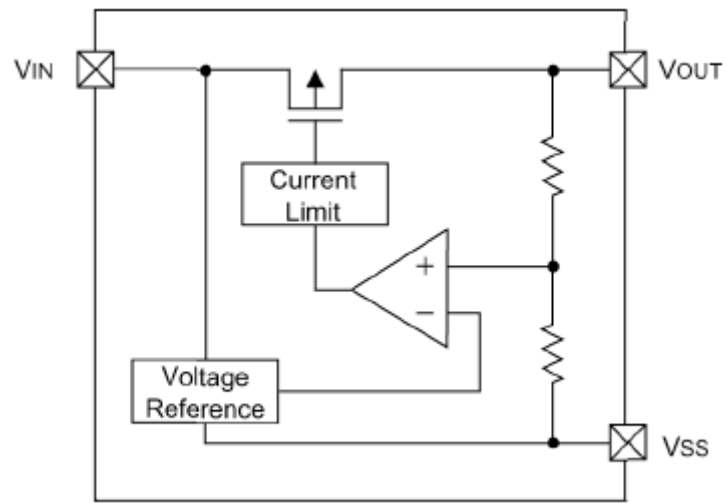 VIN
VOUT
Current
Limit
+
−
Voltage
Reference
VSS